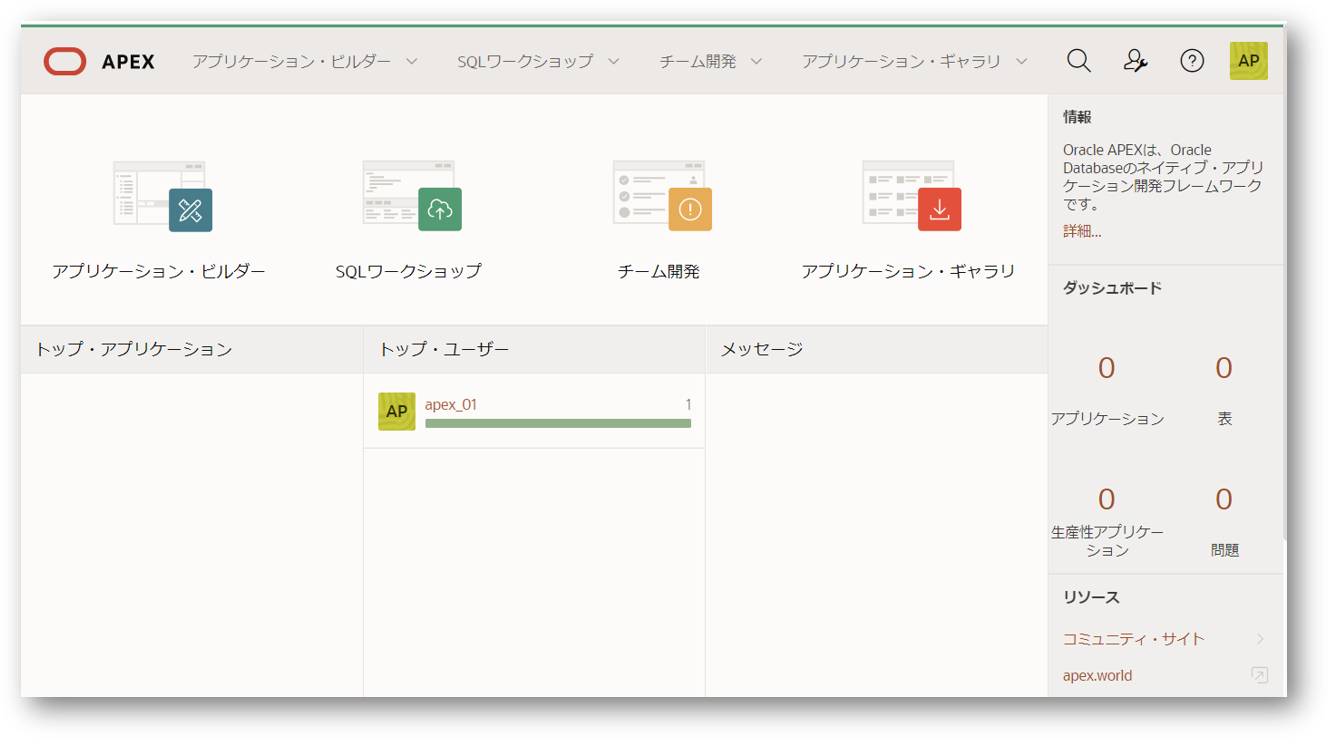 APEX
アプリケーション・ビルダー
SQLワークショップ
チーム開発
アプリケーション・ギャラリ
AP
アプリケーション・ビルダー
SQLワークショップ
チーム開発
アプリケーション・ギャラリ
トップ・アプリケーション
トップ・ユーザー
メッセージ
AP
apex_01
1
情報
Oracle APEXは、Oracle
Databaseのネイティブ・アプリ
ケーション開発フレームワーク
です。
詳細...
ダッシュボード
0
0
アプリケーション
表
0
0
生産性アプリケー
ション
問題
リソース
コミュニティ・サイト
apex.world